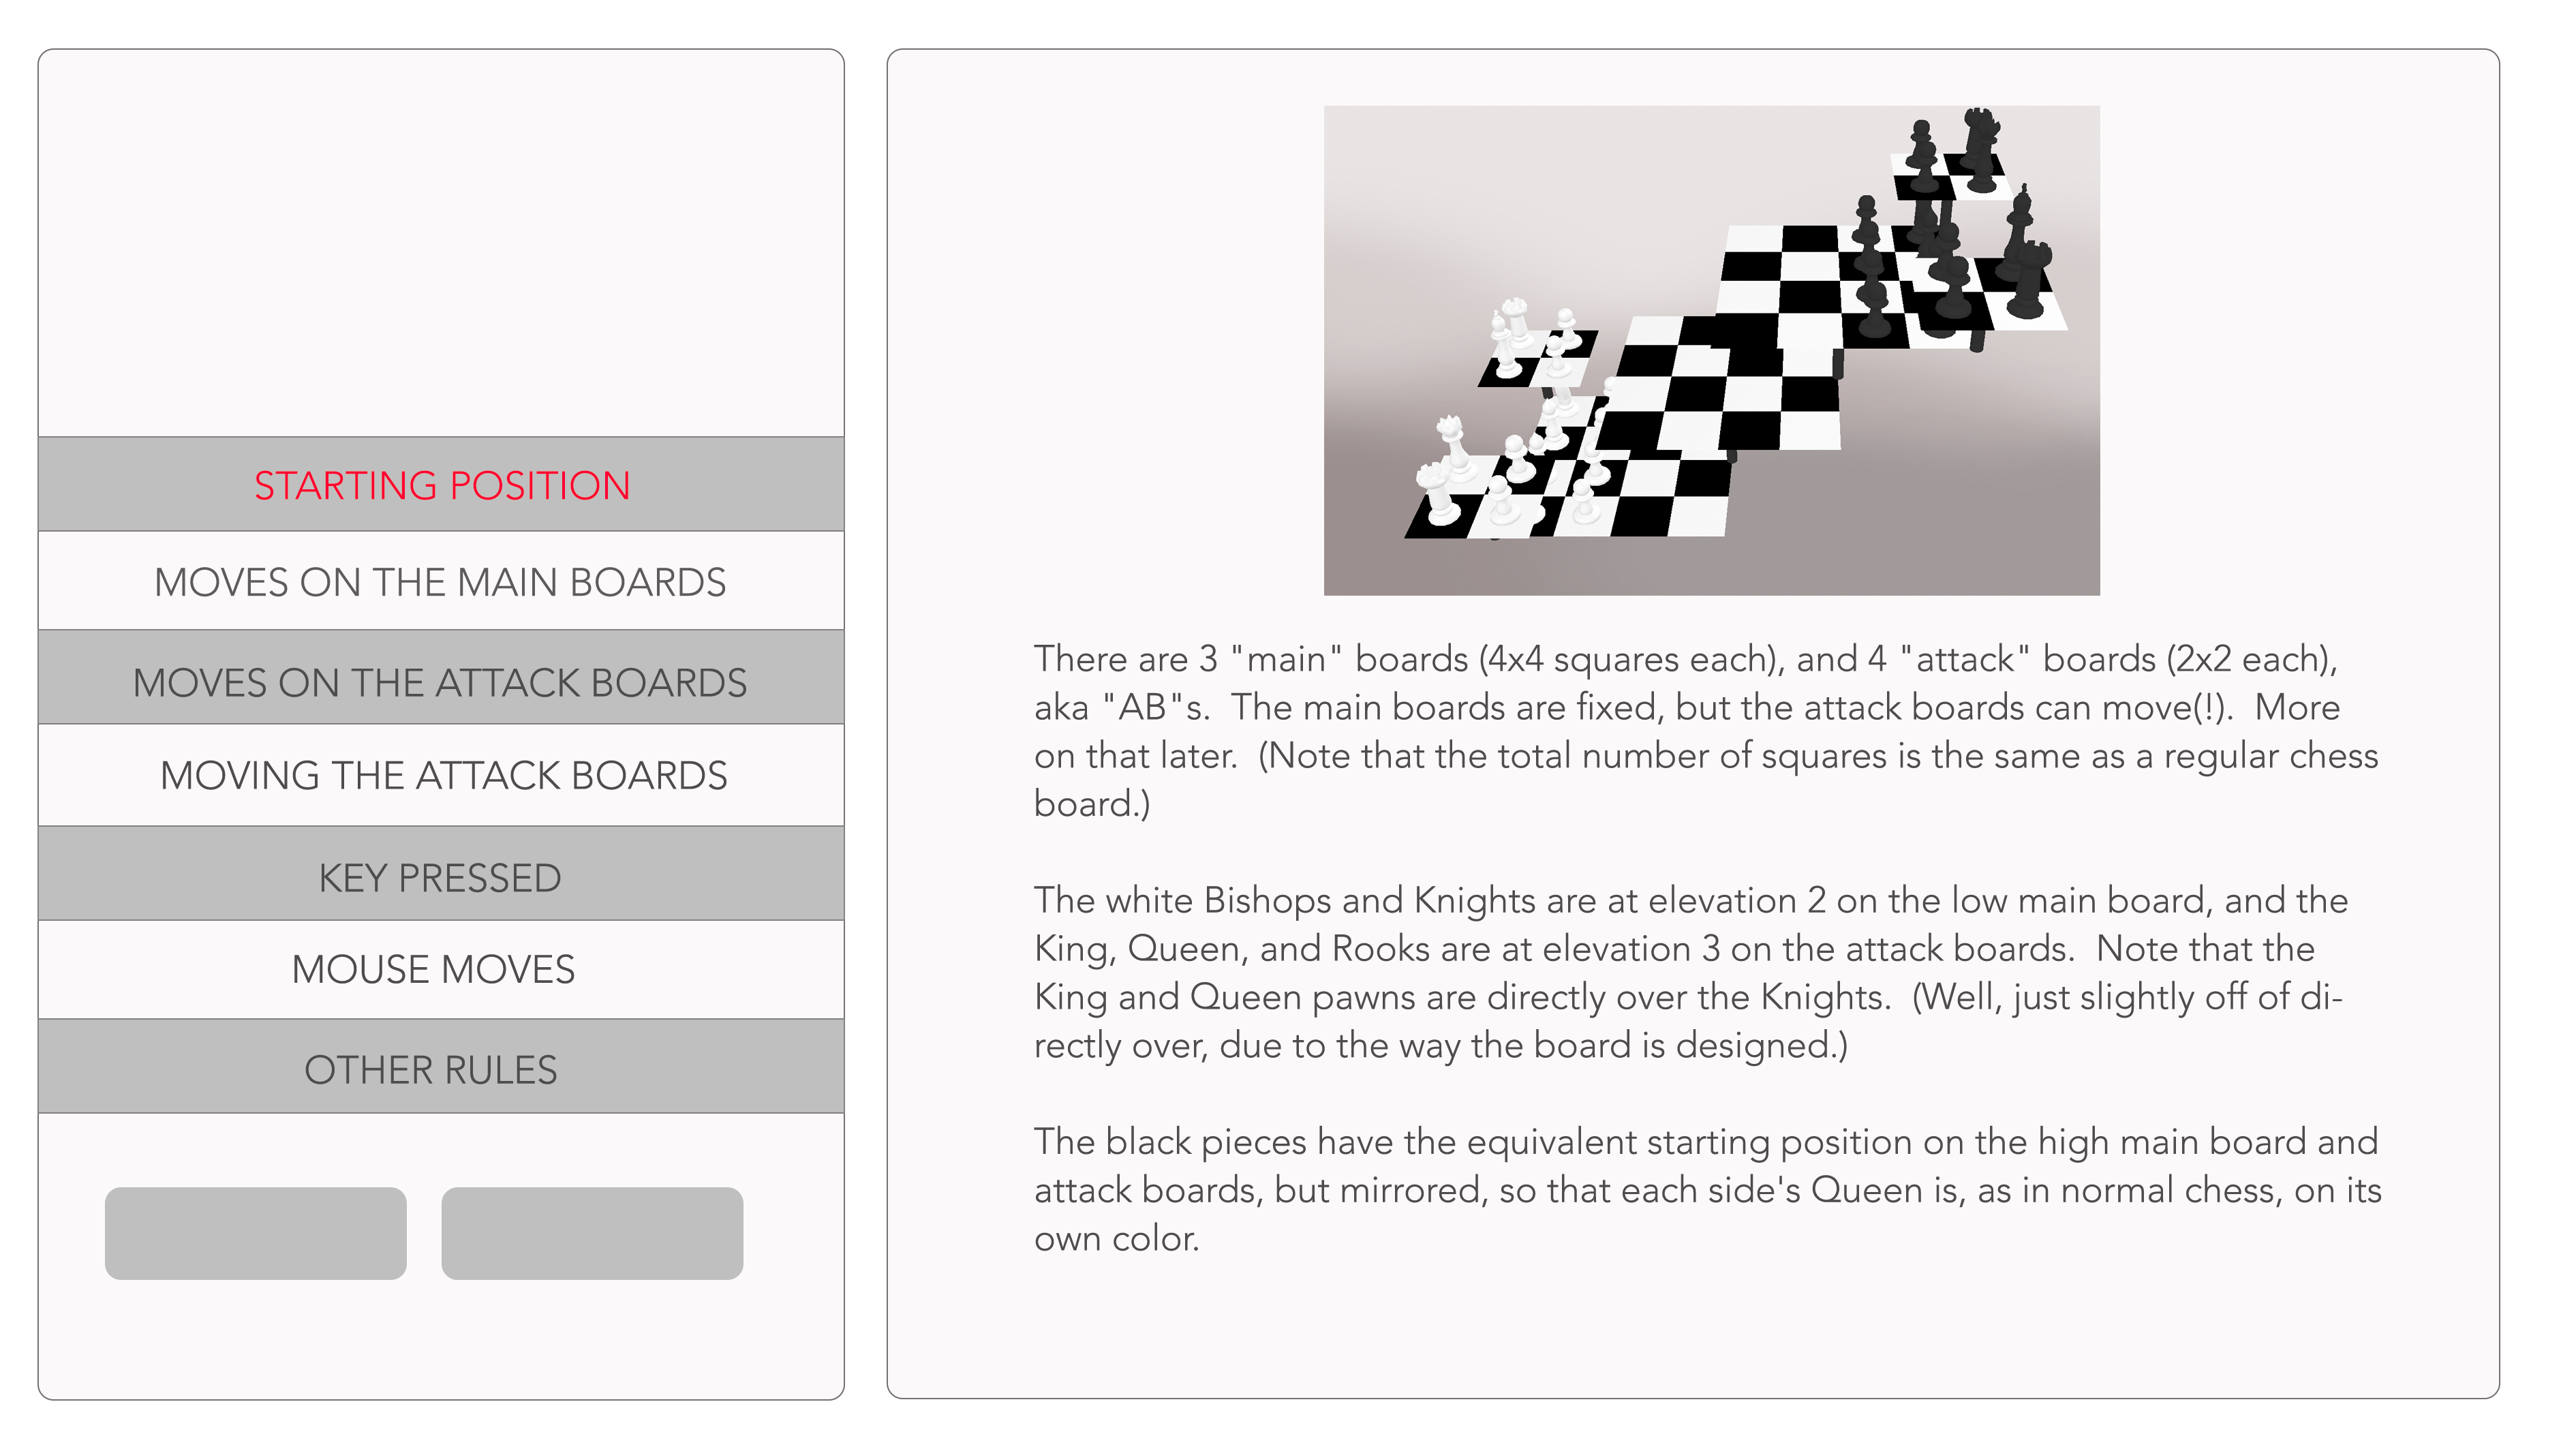 STARTING POSITION
MOVES ON THE MAIN BOARDS
MOVES ON THE ATTACK BOARDS
MOVING THE ATTACK BOARDS
KEY PRESSED
MOUSE MOVES
OTHER RULES
There are 3 "main" boards (4x4 squares each), and 4 "attack" boards (2x2 each),
aka "AB"s.  The main boards are fixed, but the attack boards can move(!).  More
on that later.  (Note that the total number of squares is the same as a regular chess
board.)
The white Bishops and Knights are at elevation 2 on the low main board, and the
King, Queen, and Rooks are at elevation 3 on the attack boards.  Note that the
King and Queen pawns are directly over the Knights.  (Well, just slightly off of di-
rectly over, due to the way the board is designed.)
The black pieces have the equivalent starting position on the high main board and
attack boards, but mirrored, so that each side's Queen is, as in normal chess, on its
own color.